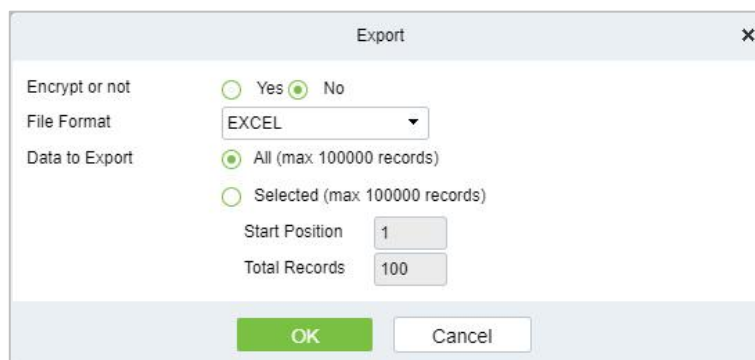 Export
Encrypt or not Yes No
File Format EXCEL
Data to Export All (max 100000 records)
Selected (max 100000 records)
Start Position 1
Total Records 100
OK Cancel